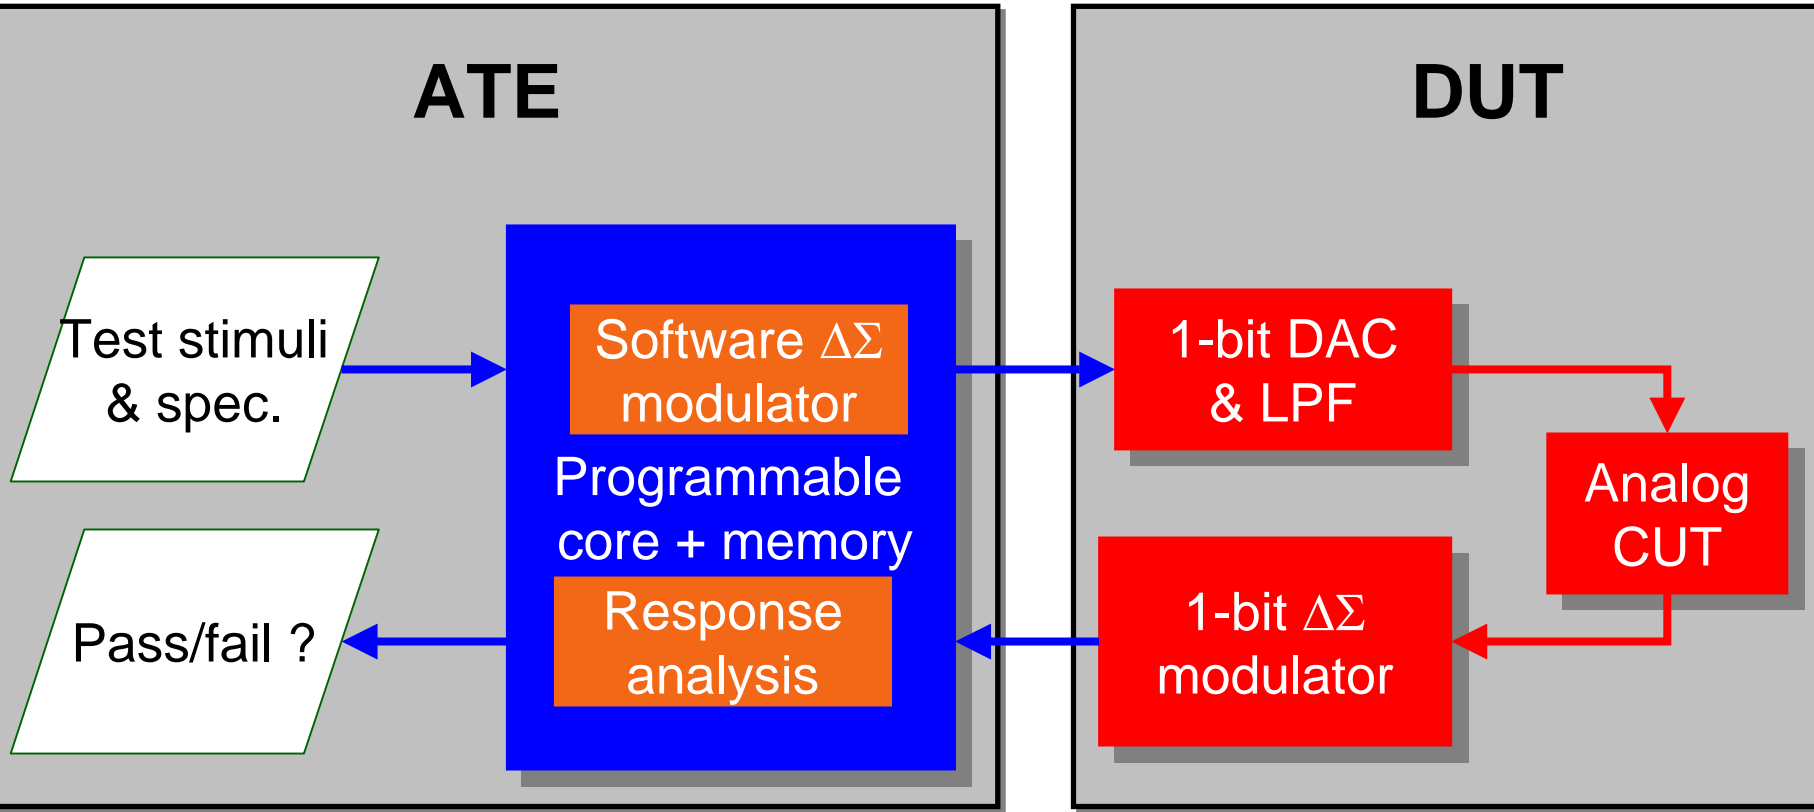 ATE
DUT
Test stimuli
& spec.
Software ΔΣ
modulator
Programmable
core + memory
Response
analysis
Pass/fail ?
1-bit DAC
& LPF
Analog
CUT
1-bit ΔΣ
modulator